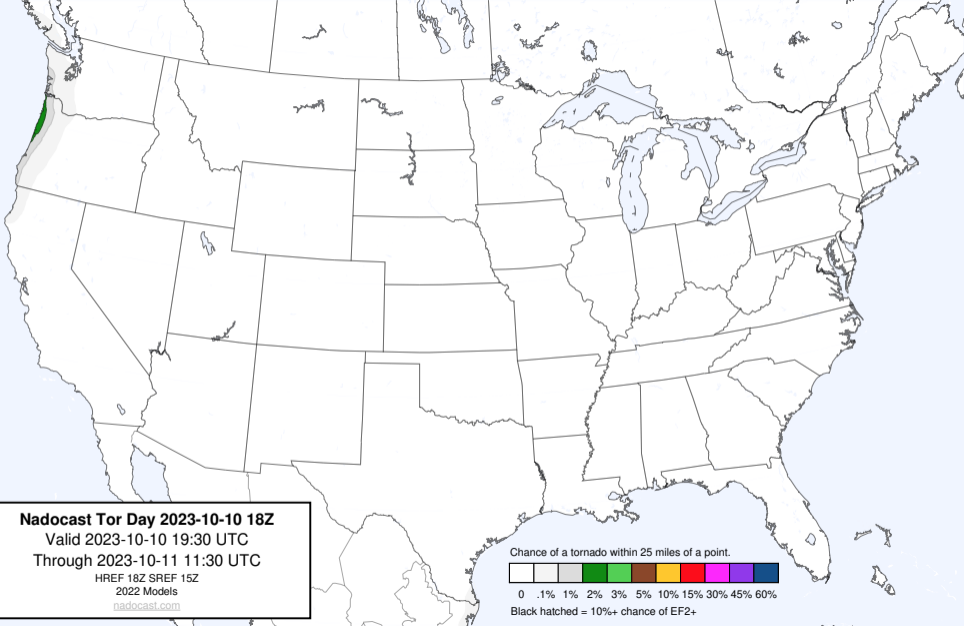 Nadocast Tor Day 2023-10-10 18Z
Valid 2023-10-10 19:30 UTC
Through 2023-10-11 11:30 UTC
HREF 18Z SREF 15Z
2022 Models
nadocast.com
Chance of a tornado within 25 miles of a point.
0 .1% 1% 2% 3% 5% 10% 15% 30% 45% 60%
Black hatched = 10%+ chance of EF2+